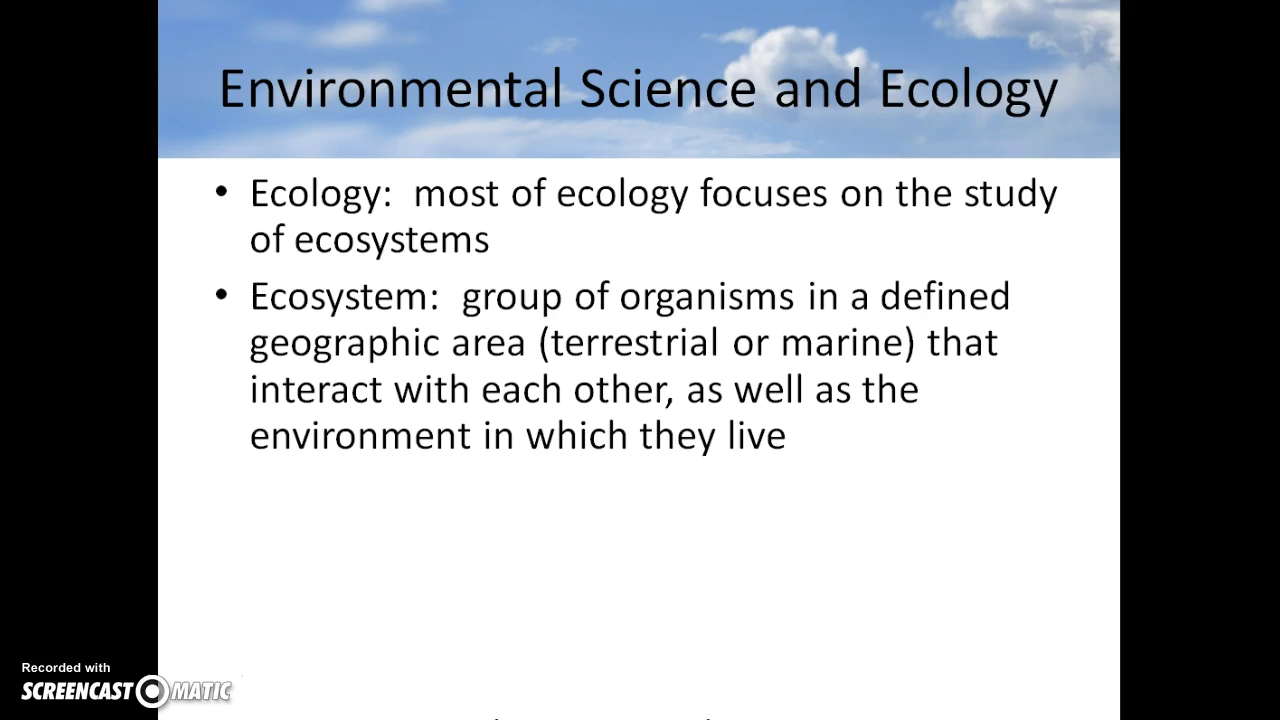 Environmental Science and Ecology
• Ecology:  most of ecology focuses on the study
of ecosystems
• Ecosystem:  group of organisms in a defined
geographic area (terrestrial or marine) that
interact with each other, as well as the
environment in which they live
Recorded with
SCREENCAST MATIC